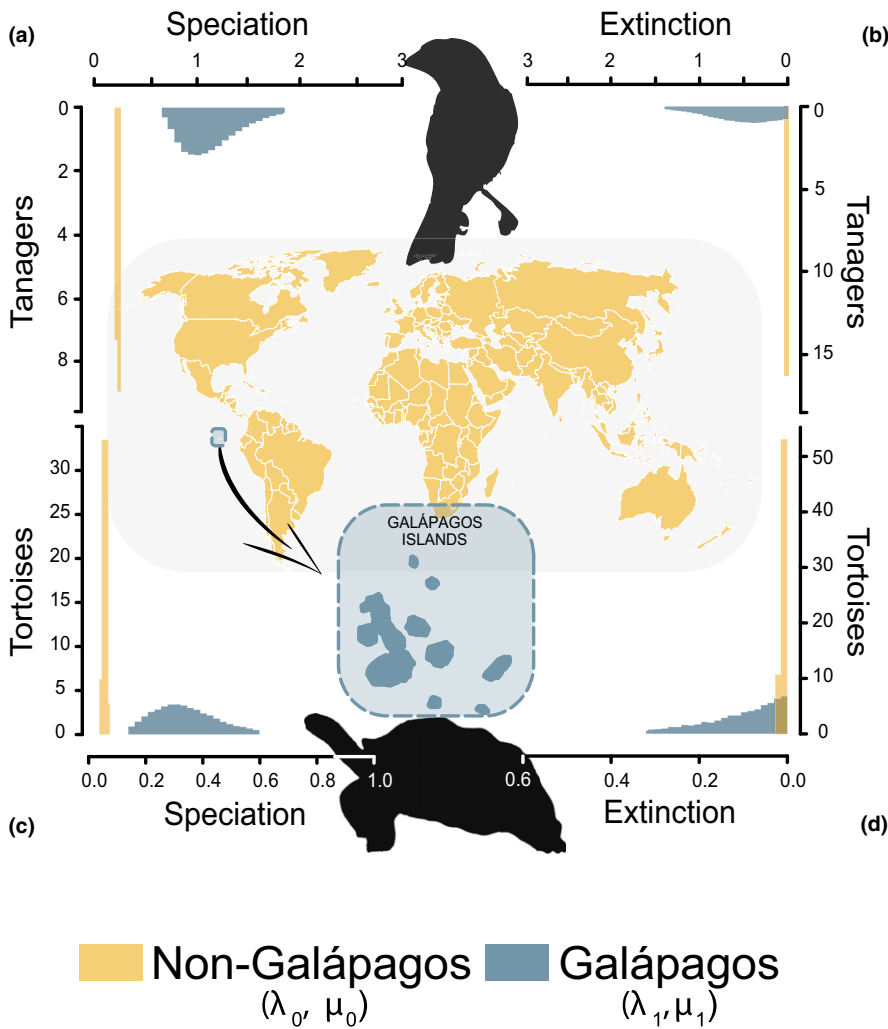 (a) Speciation Extinction (b)
0 1 2 3 3 2 1 0
0
2
4
6
8
Tanagers
0
5
10
15
Tanagers
30
25
20
15
10
5
0
Tortoises
50
40
30
20
10
0
Tortoises
GALÁPAGOS
ISLANDS
0.0 0.2 0.4 0.6 0.8 1.0 0.6 0.4 0.2 0.0
(c) Speciation Extinction (d)
Non-Galápagos Galápagos
(λ0, μ0) (λ1,μ1)